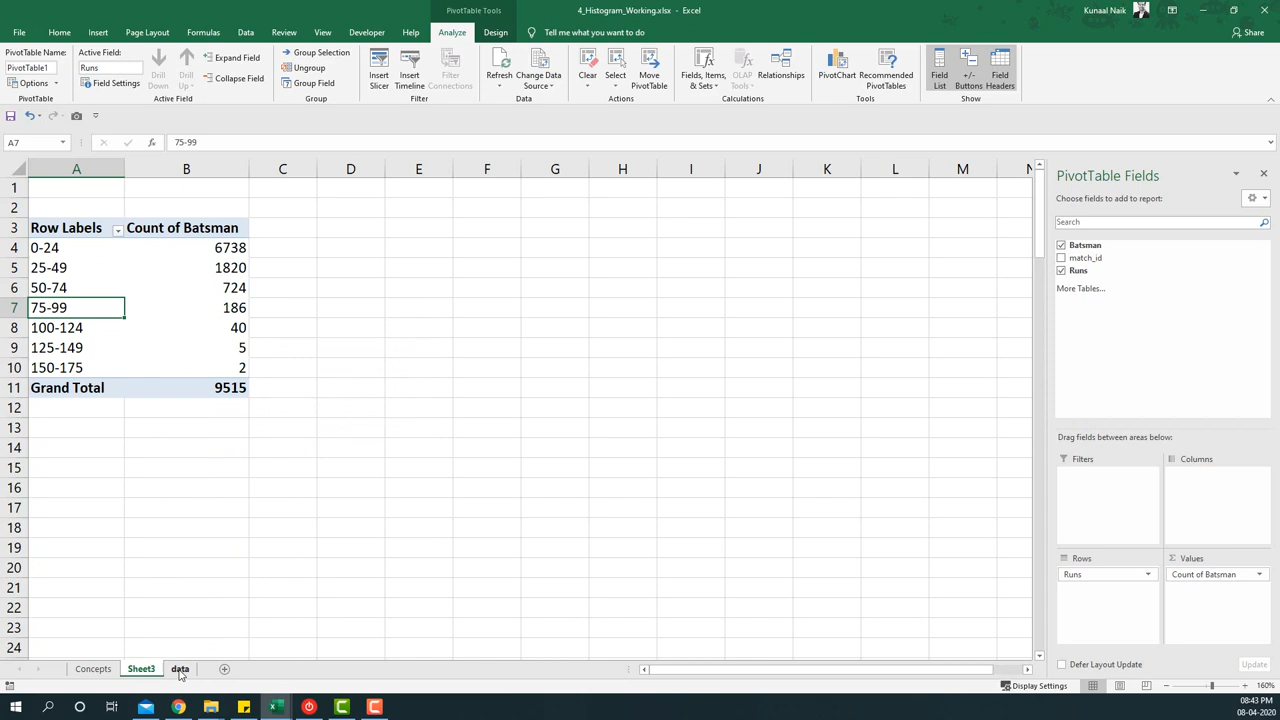 PivotTable Tools
4_Histogram_Working.xlsx - Excel
Kunaal Naik
File Home Insert Page Layout Formulas Data Review View Developer Help Analyze Design Tell me what you want to do Share
PivotTable Name:
PivotTable1
Options
PivotTable
Active Field:
Runs
Field Settings
Drill Down
Drill Up
Expand Field
Collapse Field
Active Field
Group Selection
Ungroup
Group Field
Group
Insert Slicer
Insert Timeline
Filter Connections
Filter
Refresh
Change Data Source
Data
Clear
Select
Move PivotTable
Actions
Fields, Items, & Sets
OLAP Tools
Relationships
Calculations
PivotChart
Recommended PivotTables
Tools
Field List
+/- Buttons
Field Headers
Show
A7 fx 75-99
A B C D E F G H I J K L M N
1
2
3 Row Labels Count of Batsman
4 0-24 6738
5 25-49 1820
6 50-74 724
7 75-99 186
8 100-124 40
9 125-149 5
10 150-175 2
11 Grand Total 9515
12
13
14
15
16
17
18
19
20
21
22
23
24
PivotTable Fields
Choose fields to add to report:
Search
Batsman
match_id
Runs
More Tables...
Drag fields between areas below:
Filters Columns
Rows Σ Values
Runs Count of Batsman
Defer Layout Update Update
Concepts Sheet3 data
Display Settings 160%
08:43 PM
08-04-2020